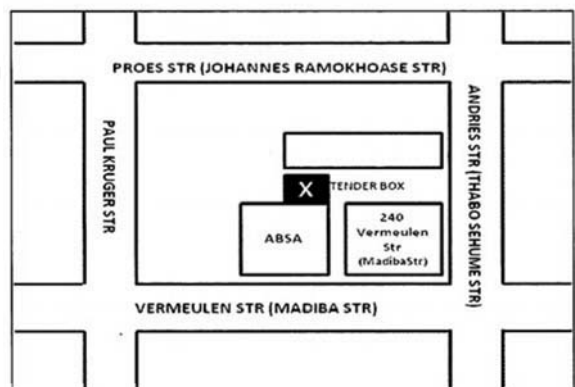 PROES STR (JOHANNES RAMOKHOASE STR)
PAUL KRUGER STR
ANDRIES STR (THABO SEHUME STR)
X
TENDER BOX
ABSA
240
Vermeulen
Str
(MadibaStr)
VERMEULEN STR (MADIBA STR)